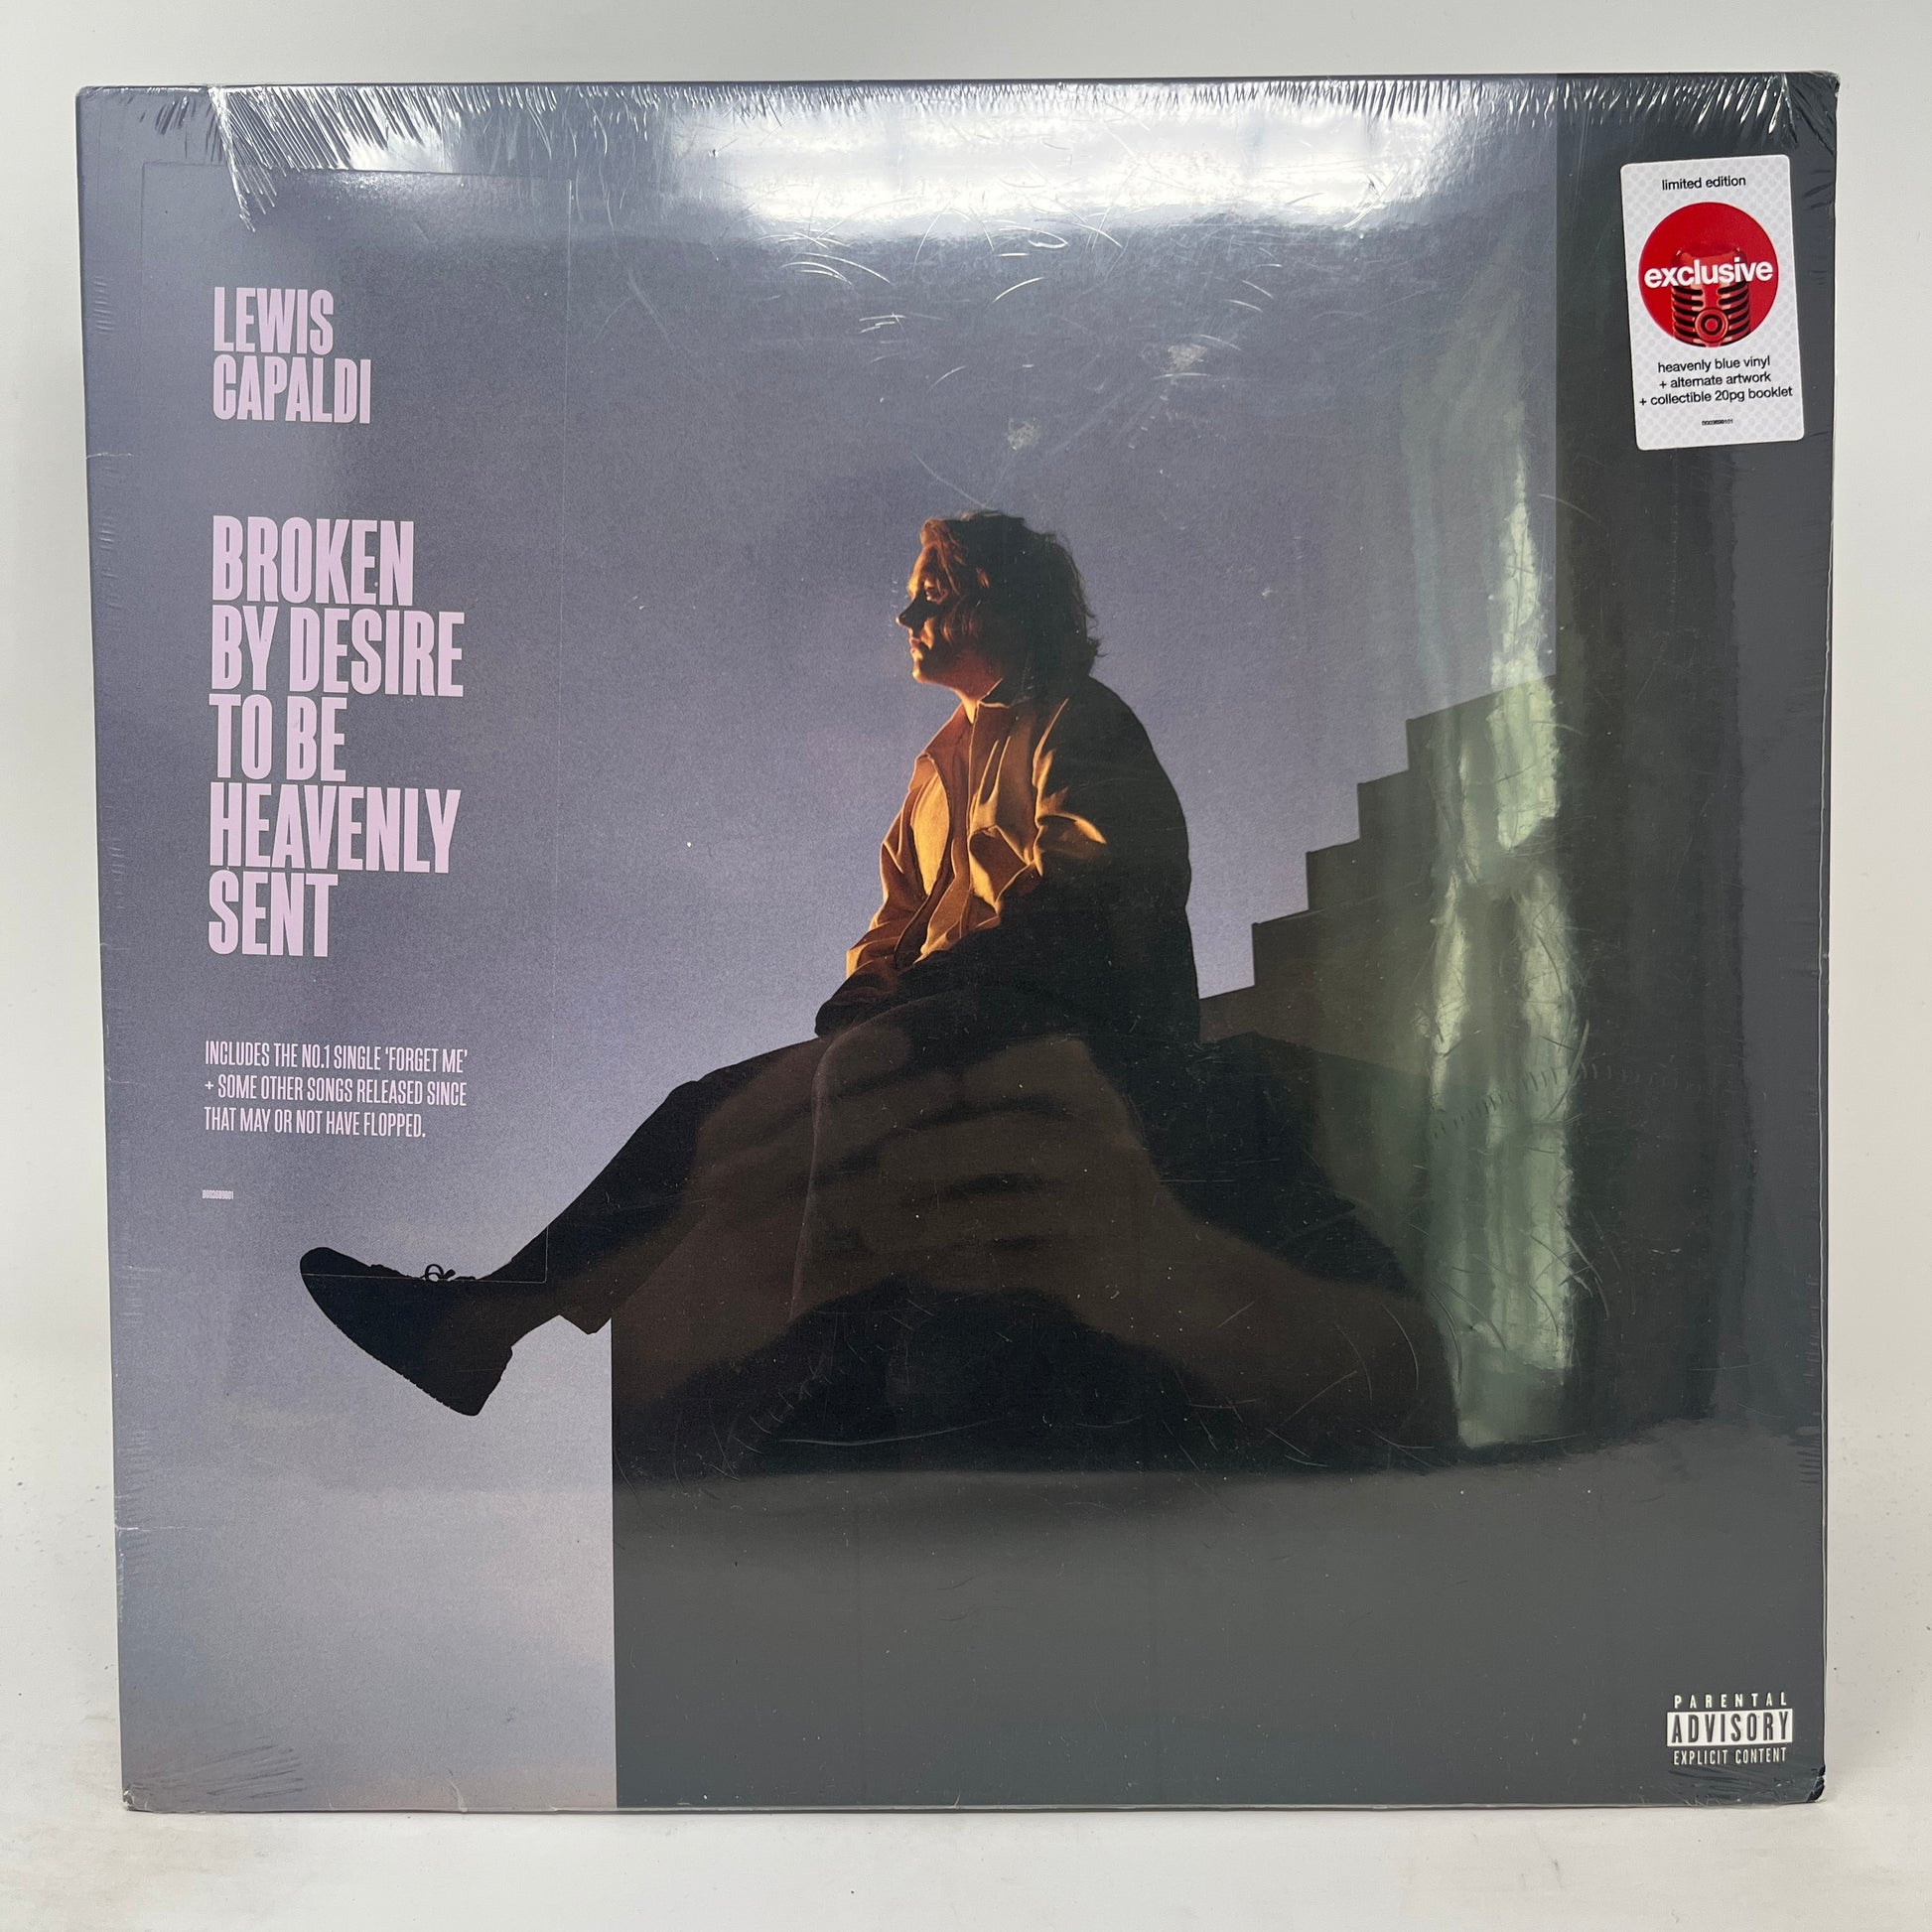 LEWIS
CAPALDI
BROKEN
BY DESIRE
TO BE
HEAVENLY
SENT
INCLUDES THE NO.1 SINGLE ‘FORGET ME’
+ SOME OTHER SONGS RELEASED SINCE
THAT MAY OR NOT HAVE FLOPPED.
limited edition
exclusive
heavenly blue vinyl
+ alternate artwork
+ collectible 20pg booklet
PARENTAL
ADVISORY
EXPLICIT CONTENT